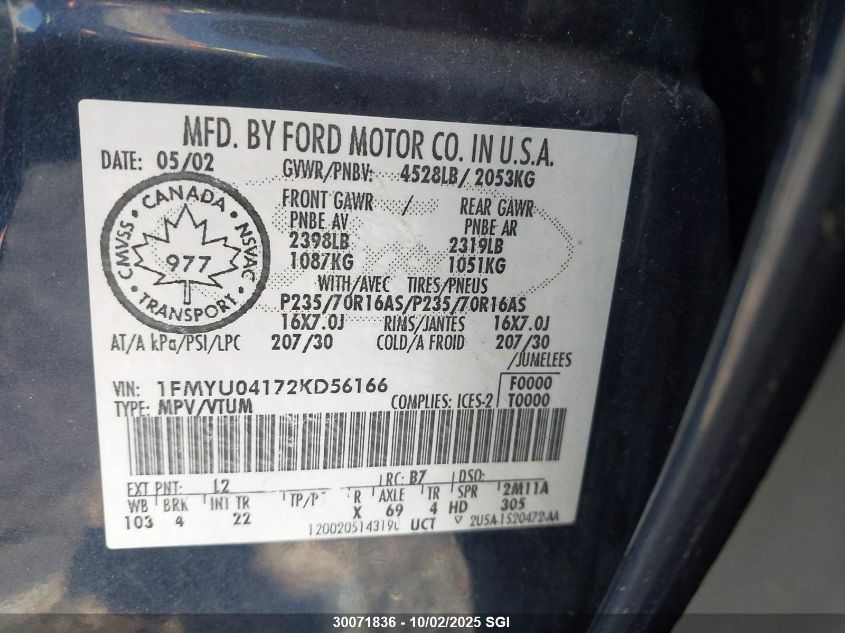 MFD. BY FORD MOTOR CO. IN U.S.A.
DATE: 05/02 GVWR/PNBV: 4528LB/ 2053KG
FRONT GAWR / REAR GAWR
PNBE AV PNBE AR
2398LB 2319LB
1087KG 1051KG
CANADA
CMVSS NSVAC
977
TRANSPORT
WITH/AVEC TIRES/PNEUS
P235/70R16AS/P235/70R16AS
16X7.0J RIMS/JANTES 16X7.0J
AT/A kPa/PSI/LPC 207/30 COLD/A FROID 207/30
/JUMELEES
VIN: 1FMYU04172KD56166 F0000
TYPE: MPV/VTUM COMPLIES: ICES-2 T0000
EXT PNT: L2 RC: B7 DSO:
WB BRK INT TR TP/P R AXLE TR SPR 2M11A
103 4 22 X 69 4 HD 305
UCT 2U5A-1520472-AA
30071836 - 10/02/2025 SGI